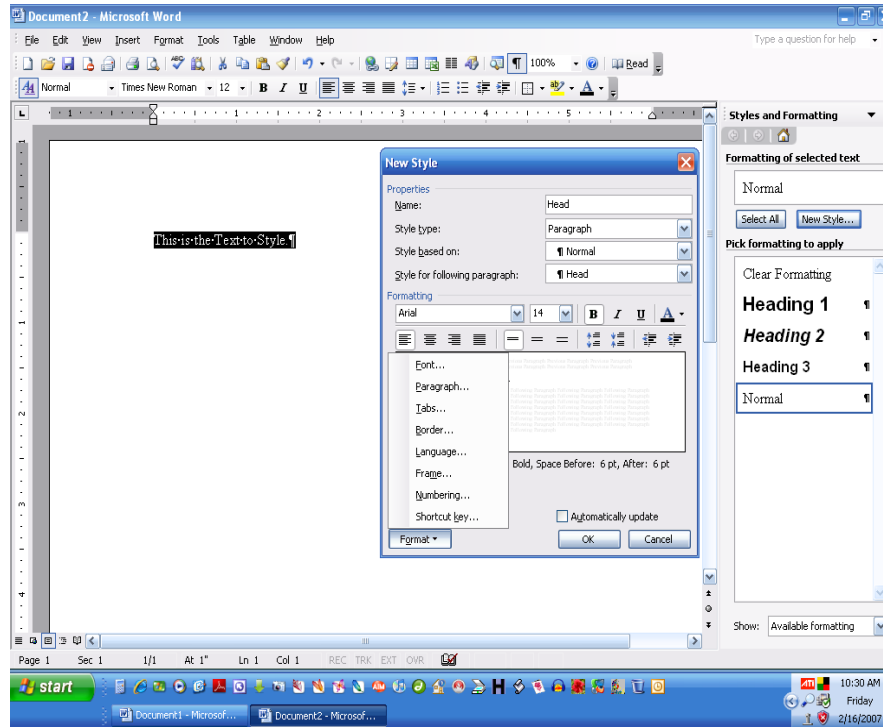 Document2 - Microsoft Word
File Edit View Insert Format Tools Table Window Help
Type a question for help
100%
Read
Normal Times New Roman 12 B I U
1 1 2 3 4 5
Styles and Formatting
Formatting of selected text
Normal
Select All New Style...
Pick formatting to apply
Clear Formatting
Heading 1 ¶
Heading 2 ¶
Heading 3 ¶
Normal ¶
Show: Available formatting
This·is·the·Text·to·Style.¶
New Style
Properties
Name: Head
Style type: Paragraph
Style based on: ¶ Normal
Style for following paragraph: ¶ Head
Formatting
Arial 14 B I U A
Font...
Paragraph...
Tabs...
Border...
Language...
Frame...
Numbering...
Shortcut key...
Bold, Space Before: 6 pt, After: 6 pt
Automatically update
Format OK Cancel
Page 1 Sec 1 1/1 At 1" Ln 1 Col 1 REC TRK EXT OVR
start
10:30 AM
Friday
2/16/2007
Document1 - Microsof...
Document2 - Microsof...